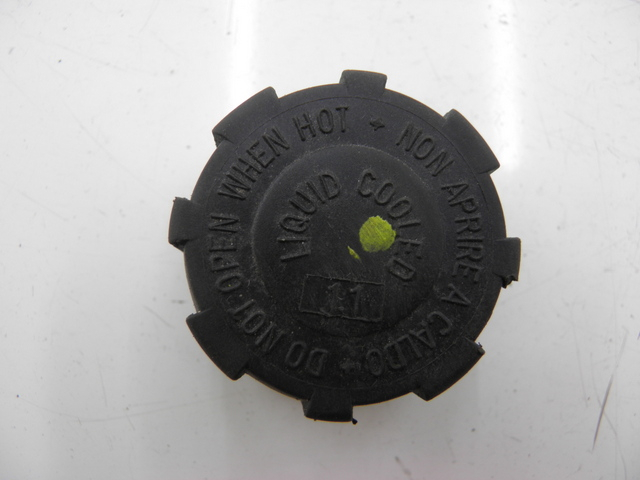 DO NOT OPEN WHEN HOT
NON APRIRE A CALDO
LIQUID COOLED
1.1